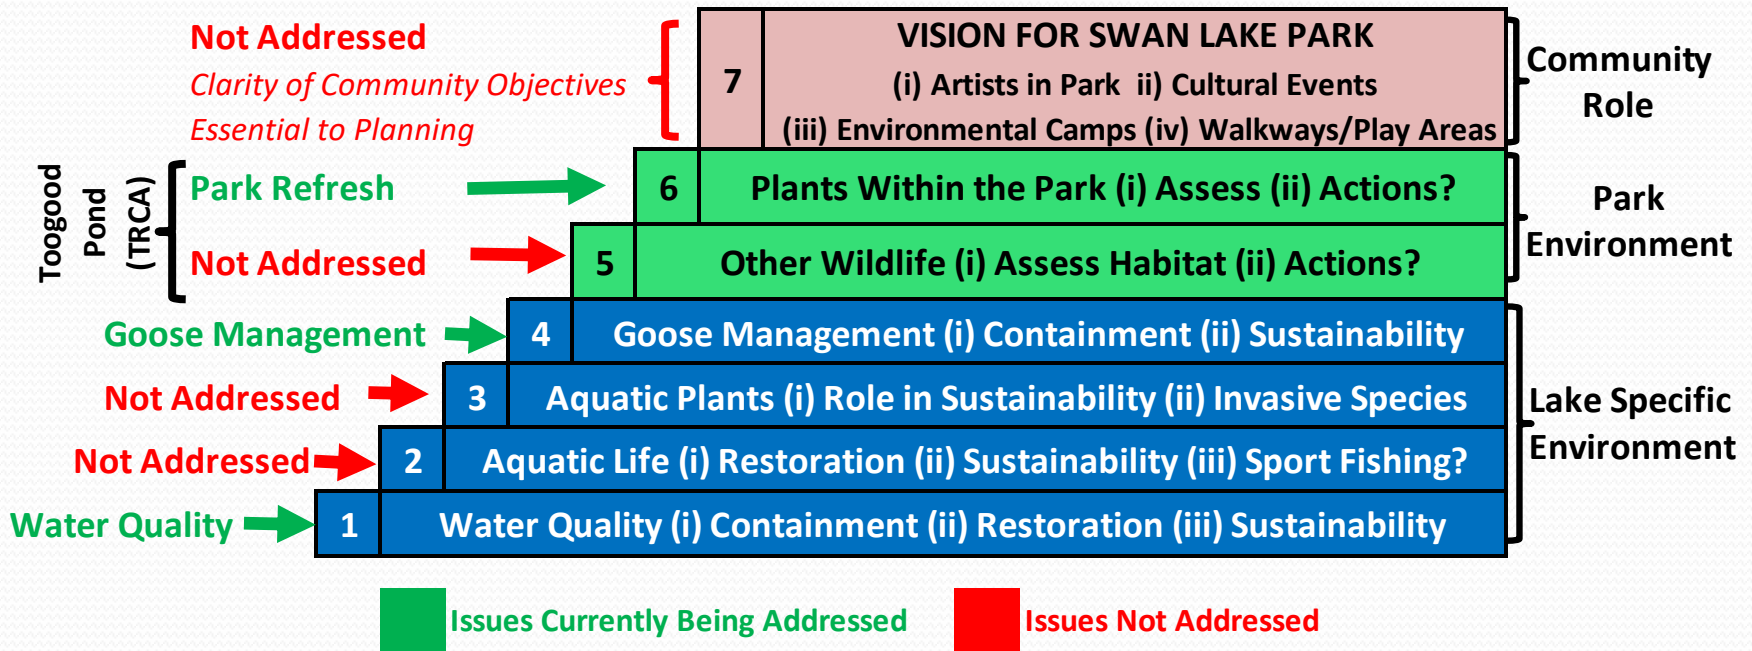 Not Addressed
Clarity of Community Objectives
Essential to Planning
7
VISION FOR SWAN LAKE PARK
(i) Artists in Park ii) Cultural Events
(iii) Environmental Camps (iv) Walkways/Play Areas
Community
Role
Toogood
Pond
(TRCA)
Park Refresh
6
Plants Within the Park (i) Assess (ii) Actions?
Park
Environment
Not Addressed
5
Other Wildlife (i) Assess Habitat (ii) Actions?
Goose Management
4
Goose Management (i) Containment (ii) Sustainability
Not Addressed
3
Aquatic Plants (i) Role in Sustainability (ii) Invasive Species
Lake Specific
Environment
Not Addressed
2
Aquatic Life (i) Restoration (ii) Sustainability (iii) Sport Fishing?
Water Quality
1
Water Quality (i) Containment (ii) Restoration (iii) Sustainability
Issues Currently Being Addressed
Issues Not Addressed